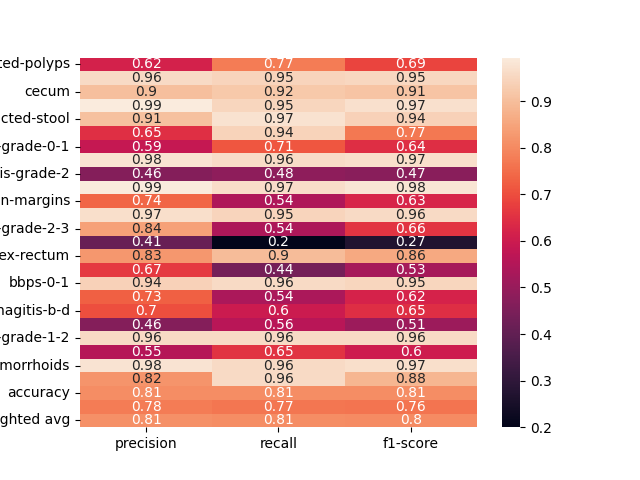 ted-polyps 0.62 0.77 0.69
0.96 0.95 0.95
cecum 0.9 0.92 0.91
0.99 0.95 0.97
cted-stool 0.91 0.97 0.94
0.65 0.94 0.77
-grade-0-1 0.59 0.71 0.64
0.98 0.96 0.97
is-grade-2 0.46 0.48 0.47
0.99 0.97 0.98
n-margins 0.74 0.54 0.63
0.97 0.95 0.96
-grade-2-3 0.84 0.54 0.66
0.41 0.2 0.27
ex-rectum 0.83 0.9 0.86
0.67 0.44 0.53
bbps-0-1 0.94 0.96 0.95
0.73 0.54 0.62
nagitis-b-d 0.7 0.6 0.65
0.46 0.56 0.51
-grade-1-2 0.96 0.96 0.96
0.55 0.65 0.6
morrhoids 0.98 0.96 0.97
0.82 0.96 0.88
accuracy 0.81 0.81 0.81
0.78 0.77 0.76
ghted avg 0.81 0.81 0.8
precision recall f1-score
0.9
0.8
0.7
0.6
0.5
0.4
0.3
0.2